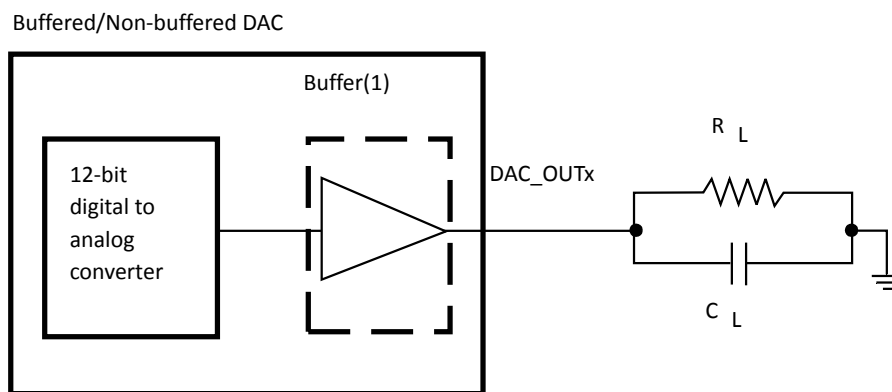 Buffered/Non-buffered DAC
Buffer(1)
12-bit
digital to
analog
converter
DAC_OUTx
R L
C L